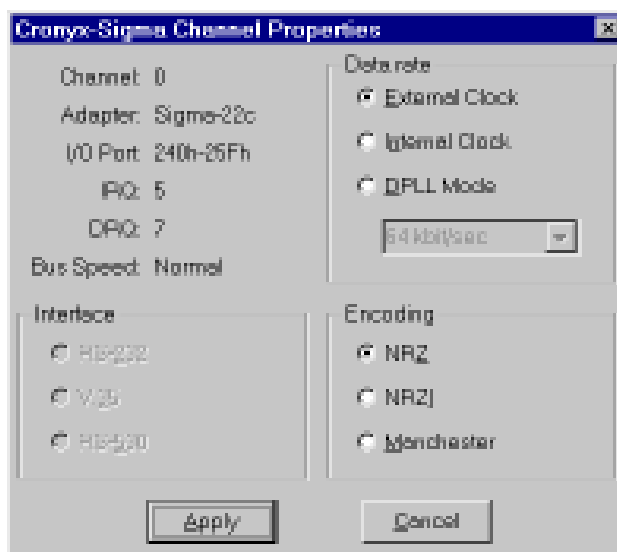 Cronyx-Sigma Channel Properties
Channel: 0
Adapter: Sigma-22c
I/O Port: 240h-25Fh
IRQ: 5
DRQ: 7
Bus Speed: Normal
Data rate
External Clock
Internal Clock
DPLL Mode
64 kbit/sec
Interface
RS-232
V.35
RS-530
Encoding
NRZ
NRZI
Manchester
Apply
Cancel